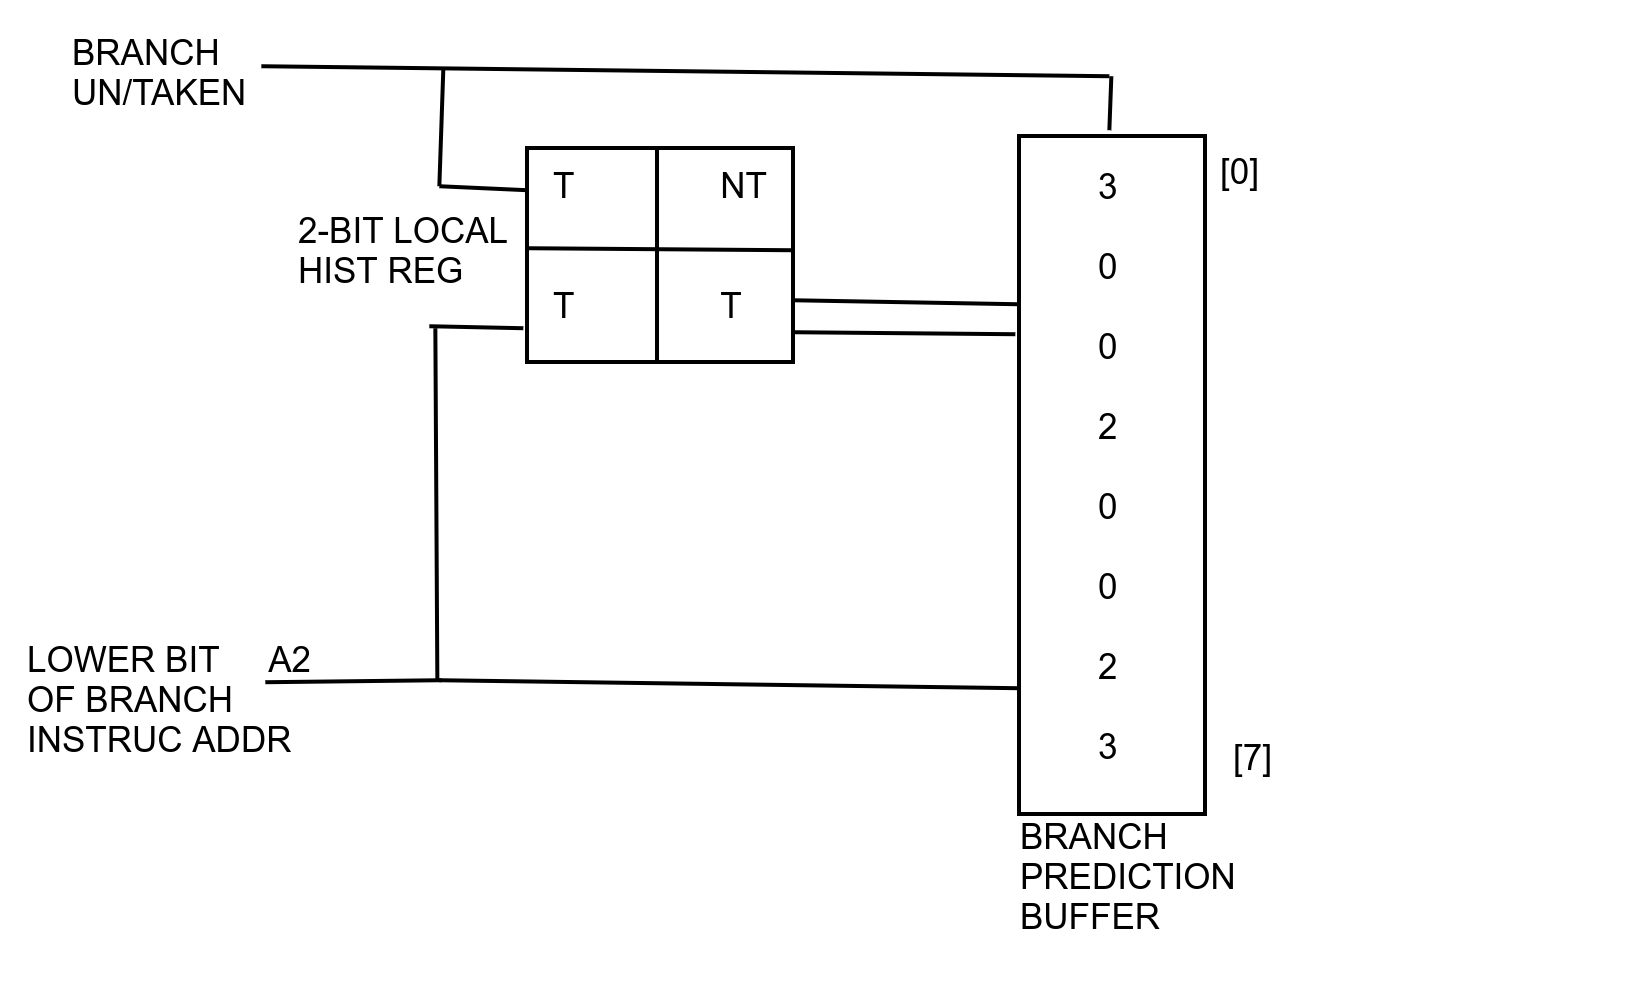 BRANCH
UN/TAKEN
2-BIT LOCAL
HIST REG
T NT
T T
LOWER BIT A2
OF BRANCH
INSTRUC ADDR
3 [0]
0
0
2
0
0
2
3 [7]
BRANCH
PREDICTION
BUFFER